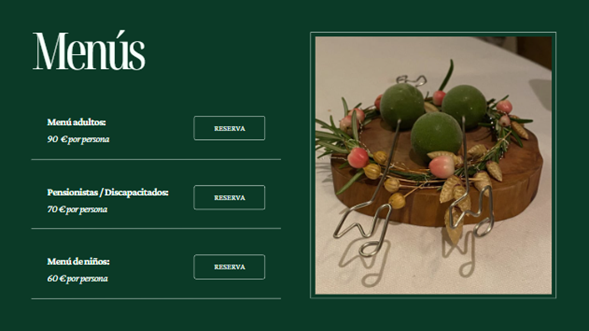 Menús
Menú adultos:
90 € por persona
RESERVA
Pensionistas / Discapacitados:
70 € por persona
RESERVA
Menú de niños:
60 € por persona
RESERVA